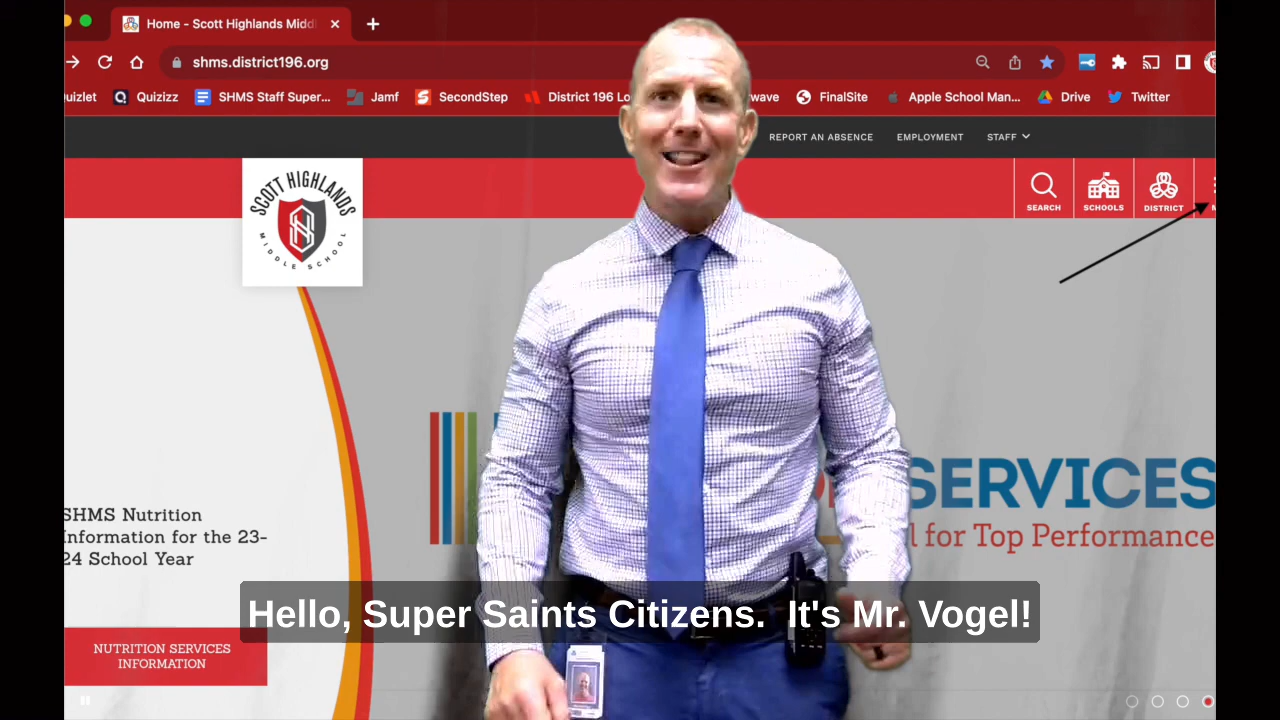 Home - Scott Highlands Midd
shms.district196.org
uizlet Quizizz SHMS Staff Super... Jamf SecondStep District 196 Lo wave FinalSite Apple School Man... Drive Twitter
REPORT AN ABSENCE EMPLOYMENT STAFF
SCOTT HIGHLANDS
MIDDLE SCHOOL
SEARCH SCHOOLS DISTRICT M
SERVICES
l for Top Performance
SHMS Nutrition
Information for the 23-
24 School Year
Hello, Super Saints Citizens. It's Mr. Vogel!
NUTRITION SERVICES
INFORMATION